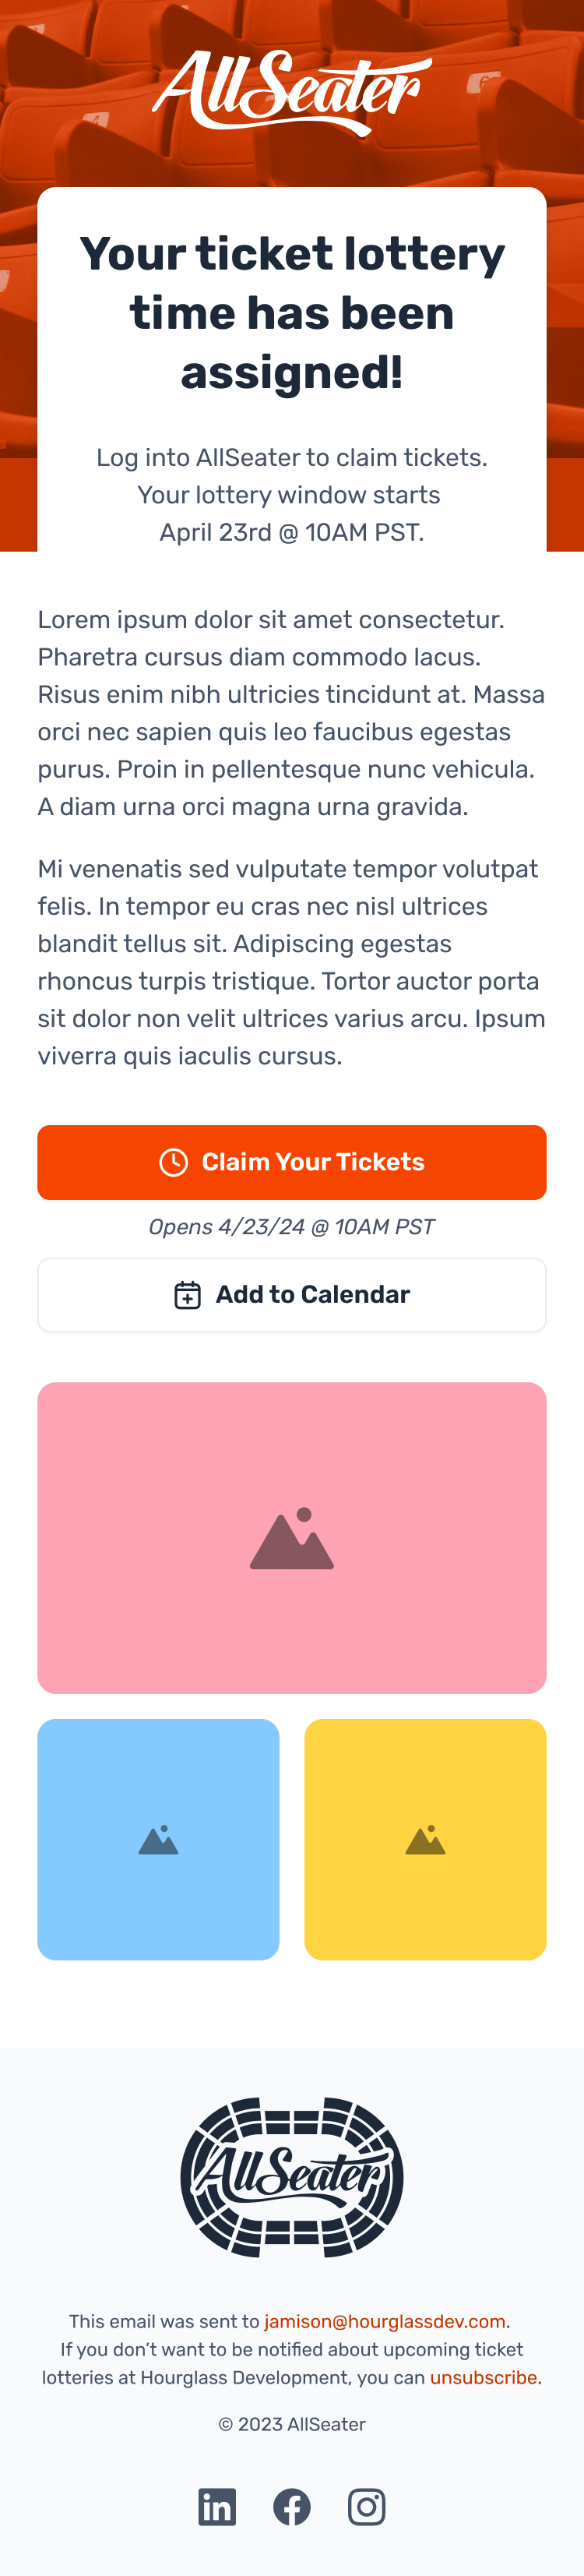 AllSeater
Your ticket lottery
time has been
assigned!
Log into AllSeater to claim tickets.
Your lottery window starts
April 23rd @ 10AM PST.
Lorem ipsum dolor sit amet consectetur.
Pharetra cursus diam commodo lacus.
Risus enim nibh ultricies tincidunt at. Massa
orci nec sapien quis leo faucibus egestas
purus. Proin in pellentesque nunc vehicula.
A diam urna orci magna urna gravida.
Mi venenatis sed vulputate tempor volutpat
felis. In tempor eu cras nec nisl ultrices
blandit tellus sit. Adipiscing egestas
rhoncus turpis tristique. Tortor auctor porta
sit dolor non velit ultrices varius arcu. Ipsum
viverra quis iaculis cursus.
Claim Your Tickets
Opens 4/23/24 @ 10AM PST
Add to Calendar
AllSeater
This email was sent to jamison@hourglassdev.com.
If you don’t want to be notified about upcoming ticket
lotteries at Hourglass Development, you can unsubscribe.
© 2023 AllSeater